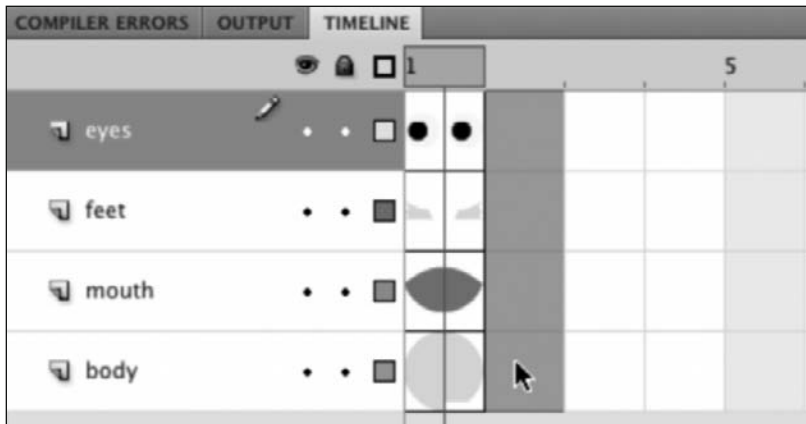 COMPILER ERRORS OUTPUT TIMELINE
1 5
eyes
feet
mouth
body